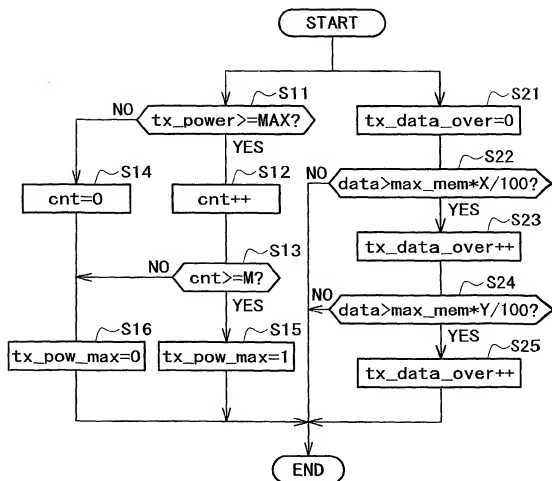 START
S11
tx_power>=MAX?
NO
YES
S14
cnt=0
S12
cnt++
S13
cnt>=M?
NO
YES
S16
tx_pow_max=0
S15
tx_pow_max=1
S21
tx_data_over=0
S22
data>max_mem*X/100?
NO
YES
S23
tx_data_over++
S24
data>max_mem*Y/100?
NO
YES
S25
tx_data_over++
END